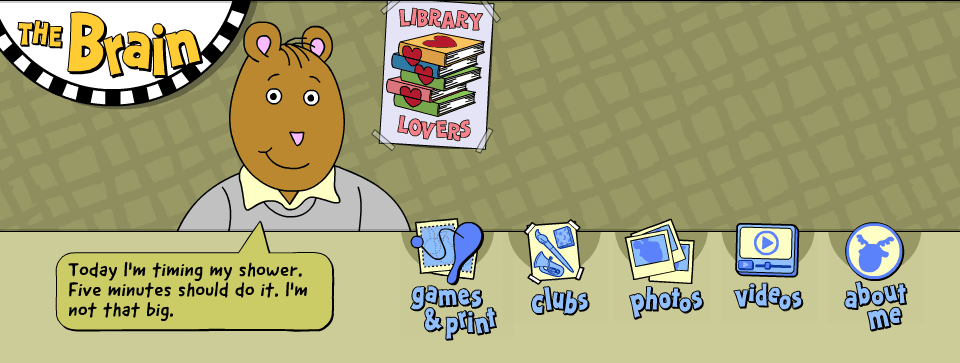 THE Brain
LIBRARY
LOVERS
Today I'm timing my shower.
Five minutes should do it. I'm
not that big.
games
& print
clubs
photos
videos
about
me